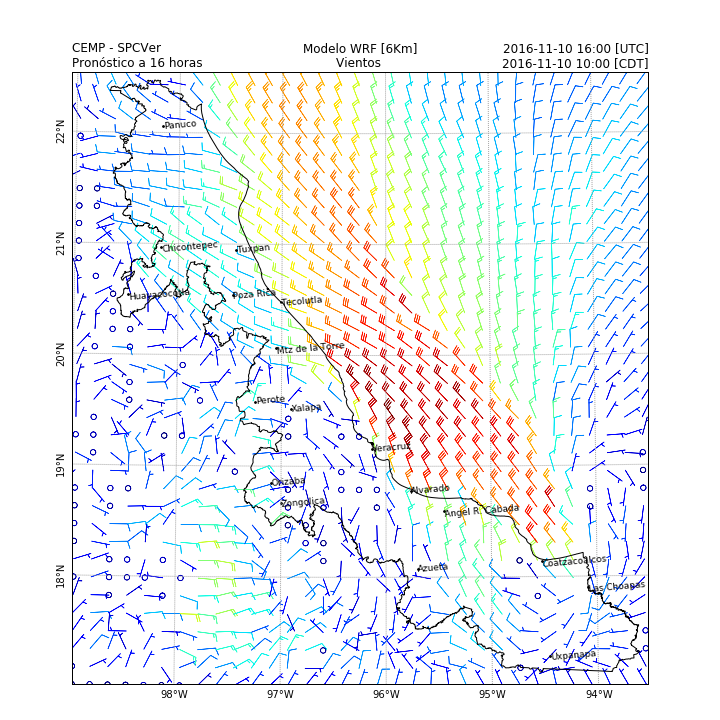 CEMP - SPCVer Modelo WRF [6Km] 2016-11-10 16:00 [UTC]
Pronóstico a 16 horas Vientos 2016-11-10 10:00 [CDT]
22°N
Panuco
21°N
Chicontepec
Tuxpan
Huayacocotla
Poza Rica
Tecolutla
20°N
Mtz de la Torre
Perote
Xalapa
19°N
Veracruz
Orizaba
Alvarado
Zongolica
Angel R. Cabada
18°N
Azueta
Coatzacoalcos
Las Choapas
Uxpanapa
98°W 97°W 96°W 95°W 94°W